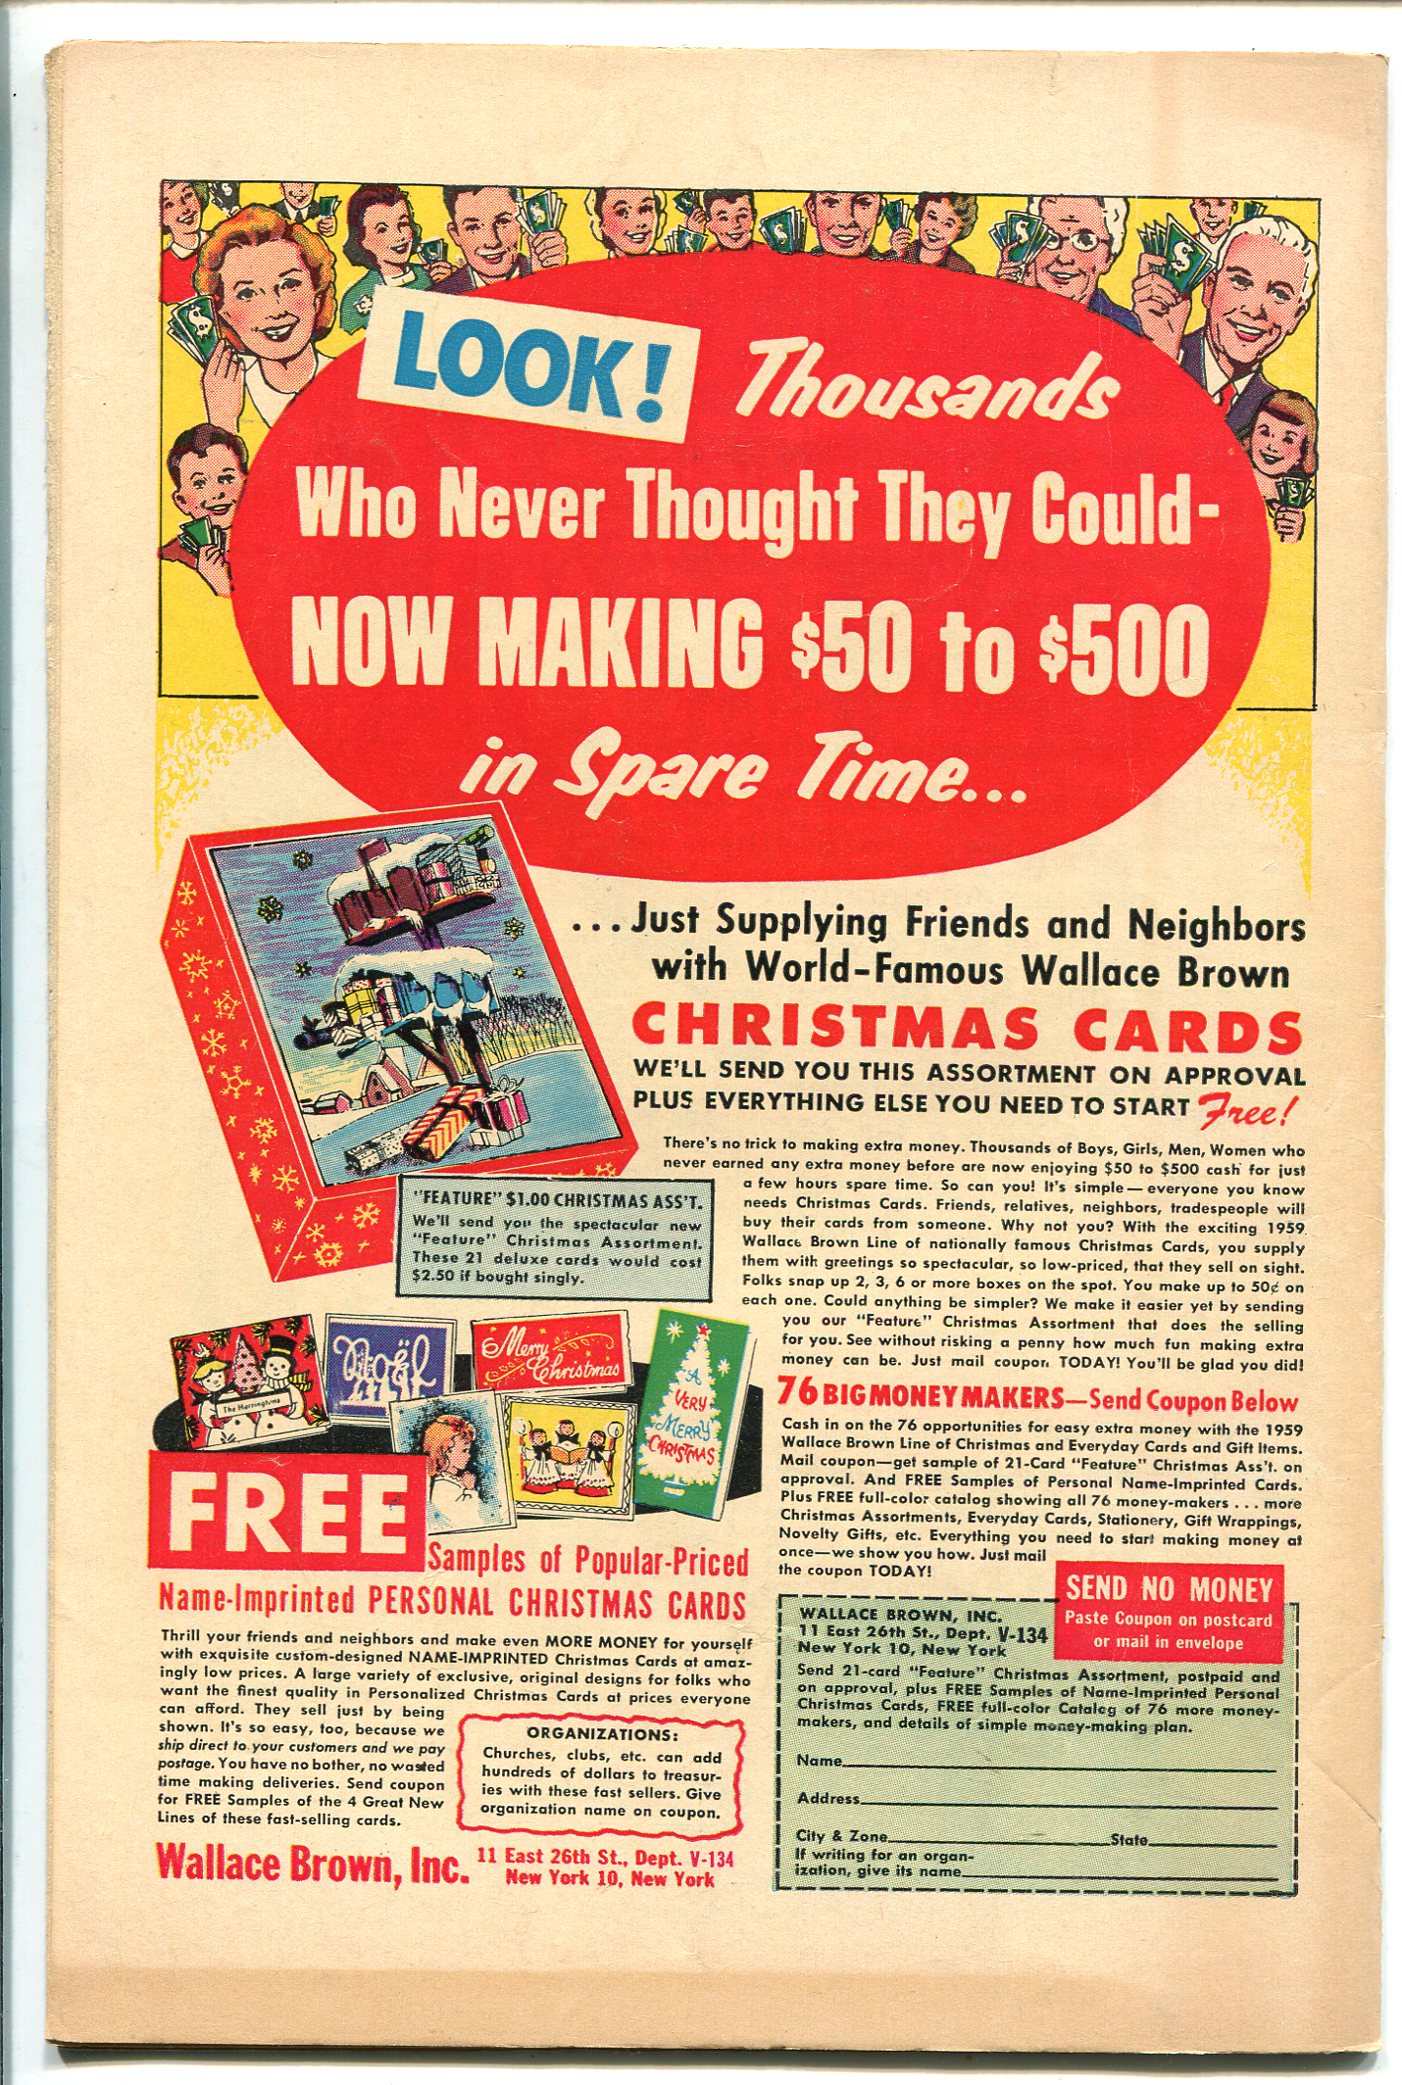 LOOK! Thousands
Who Never Thought They Could-
NOW MAKING $50 to $500
in Spare Time...
...Just Supplying Friends and Neighbors
with World-Famous Wallace Brown
CHRISTMAS CARDS
WE'LL SEND YOU THIS ASSORTMENT ON APPROVAL
PLUS EVERYTHING ELSE YOU NEED TO START Free!
There's no trick to making extra money. Thousands of Boys, Girls, Men, Women who
never earned any extra money before are now enjoying $50 to $500 cash for just
a few hours spare time. So can you! It's simple—everyone you know
needs Christmas Cards. Friends, relatives, neighbors, tradespeople will
buy their cards from someone. Why not you? With the exciting 1959
Wallace Brown Line of nationally famous Christmas Cards, you supply
them with greetings so spectacular, so low-priced, that they sell on sight.
Folks snap up 2, 3, 6 or more boxes on the spot. You make up to 50¢ on
each one. Could anything be simpler? We make it easier yet by sending
you our "Feature" Christmas Assortment that does the selling
for you. See without risking a penny how much fun making extra
money can be. Just mail coupon TODAY! You'll be glad you did!
"FEATURE" $1.00 CHRISTMAS ASS'T.
We'll send you the spectacular new
"Feature" Christmas Assortment.
These 21 deluxe cards would cost
$2.50 if bought singly.
The Harringtons
Noël
Merry
Christmas
A
VERY
MERRY
CHRISTMAS
76 BIG MONEY MAKERS—Send Coupon Below
Cash in on the 76 opportunities for easy extra money with the 1959
Wallace Brown Line of Christmas and Everyday Cards and Gift Items.
Mail coupon—get sample of 21-Card "Feature" Christmas Ass't. on
approval. And FREE Samples of Personal Name-Imprinted Cards.
Plus FREE full-color catalog showing all 76 money-makers ... more
Christmas Assortments, Everyday Cards, Stationery, Gift Wrappings,
Novelty Gifts, etc. Everything you need to start making money at
once—we show you how. Just mail
the coupon TODAY!
FREE
Samples of Popular-Priced
Name-Imprinted PERSONAL CHRISTMAS CARDS
Thrill your friends and neighbors and make even MORE MONEY for yourself
with exquisite custom-designed NAME-IMPRINTED Christmas Cards at amaz-
ingly low prices. A large variety of exclusive, original designs for folks who
want the finest quality in Personalized Christmas Cards at prices everyone
can afford. They sell just by being
shown. It's so easy, too, because we
ship direct to your customers and we pay
postage. You have no bother, no wasted
time making deliveries. Send coupon
for FREE Samples of the 4 Great New
Lines of these fast-selling cards.
ORGANIZATIONS:
Churches, clubs, etc. can add
hundreds of dollars to treasur-
ies with these fast sellers. Give
organization name on coupon.
Wallace Brown, Inc. 11 East 26th St., Dept. V-134
New York 10, New York
SEND NO MONEY
Paste Coupon on postcard
or mail in envelope
WALLACE BROWN, INC.
11 East 26th St., Dept. V-134
New York 10, New York
Send 21-card "Feature" Christmas Assortment, postpaid and
on approval, plus FREE Samples of Name-Imprinted Personal
Christmas Cards, FREE full-color Catalog of 76 more money-
makers, and details of simple money-making plan.
Name
Address
City & Zone State
If writing for an organ-
ization, give its name